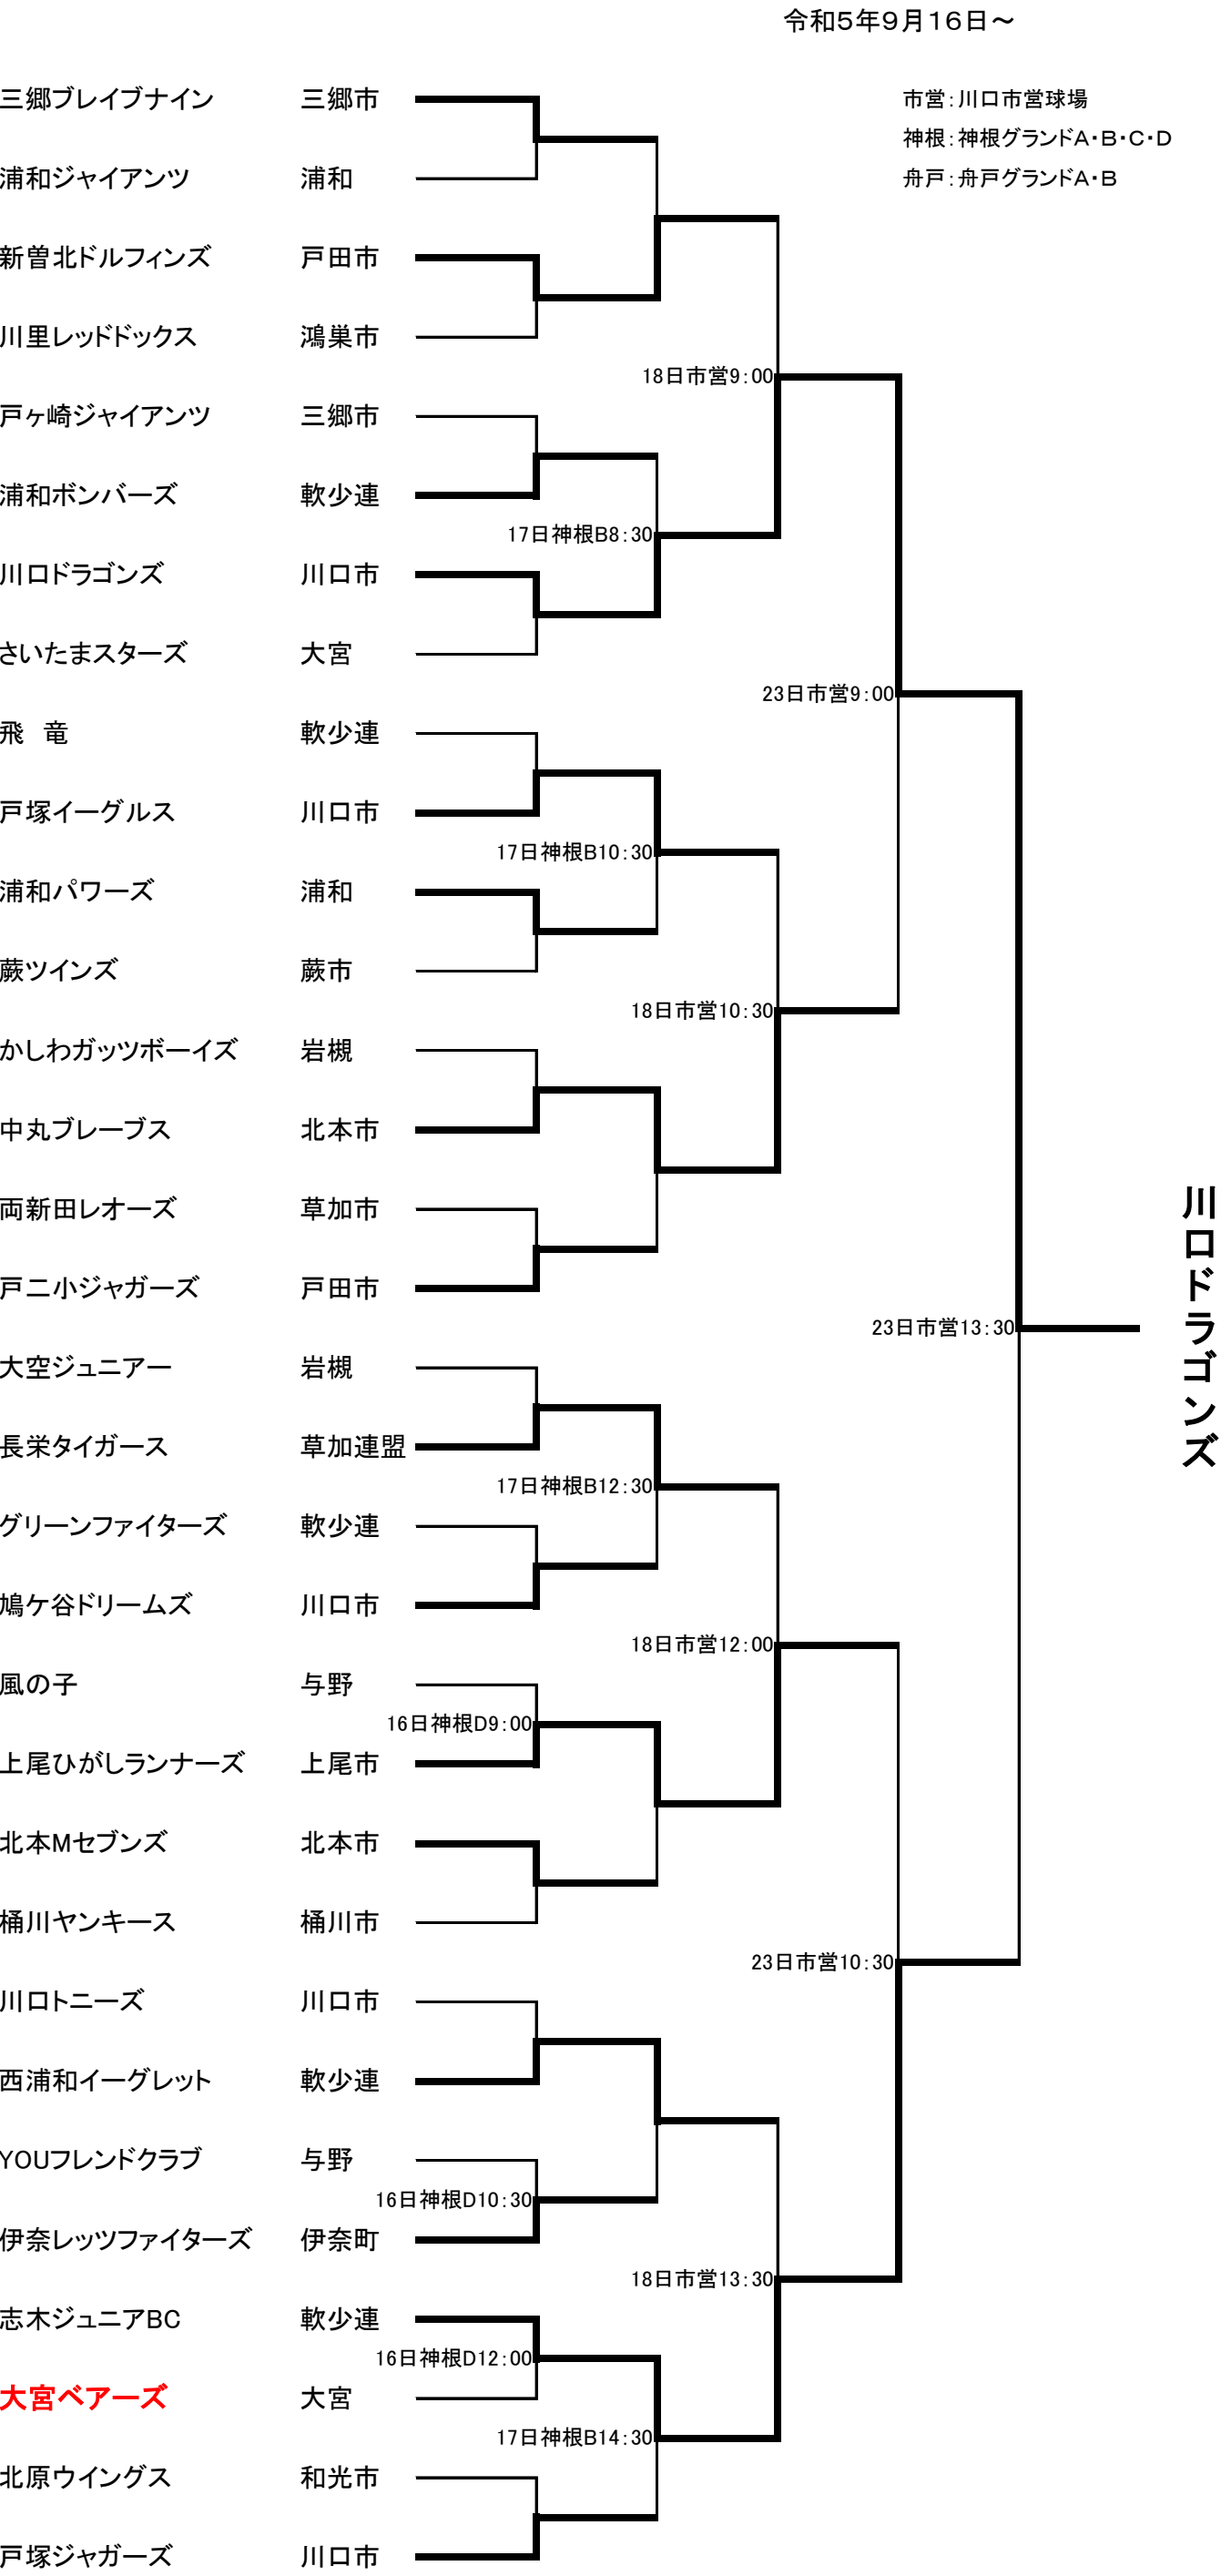 令和5年9月16日～
三郷ブレイブナイン 三郷市 市営：川口市営球場
神根：神根グランドA・B・C・D
浦和ジャイアンツ 浦和 舟戸：舟戸グランドA・B
新曽北ドルフィンズ 戸田市
川里レッドドックス 鴻巣市
18日市営9：00
戸ヶ崎ジャイアンツ 三郷市
浦和ボンバーズ 軟少連
17日神根B8：30
川口ドラゴンズ 川口市
さいたまスターズ 大宮
23日市営9：00
飛　竜 軟少連
戸塚イーグルス 川口市
17日神根B10：30
浦和パワーズ 浦和
蕨ツインズ 蕨市
18日市営10：30
かしわガッツボーイズ 岩槻
中丸ブレーブス 北本市
両新田レオーズ 草加市
戸二小ジャガーズ 戸田市
23日市営13：30
川口ドラゴンズ
大空ジュニアー 岩槻
長栄タイガース 草加連盟
17日神根B12：30
グリーンファイターズ 軟少連
鳩ケ谷ドリームズ 川口市
18日市営12：00
風の子 与野
16日神根D9：00
上尾ひがしランナーズ 上尾市
北本Mセブンズ 北本市
桶川ヤンキース 桶川市
23日市営10：30
川口トニーズ 川口市
西浦和イーグレット 軟少連
YOUフレンドクラブ 与野
16日神根D10：30
伊奈レッツファイターズ 伊奈町
18日市営13：30
志木ジュニアBC 軟少連
16日神根D12：00
大宮ベアーズ 大宮
17日神根B14：30
北原ウイングス 和光市
戸塚ジャガーズ 川口市